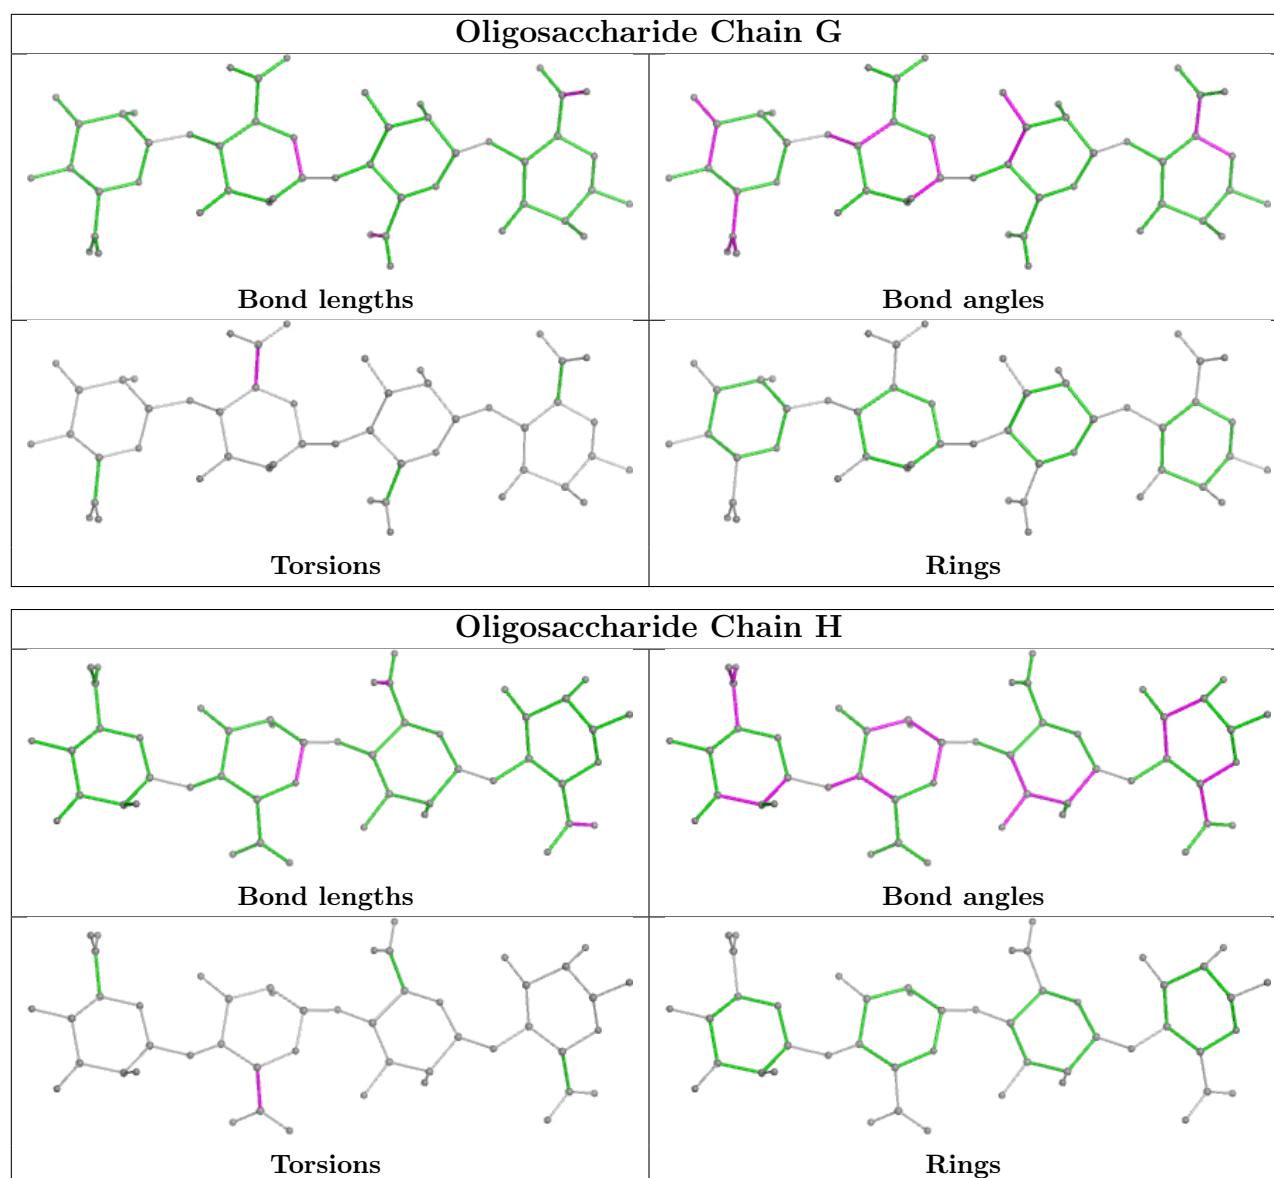 Oligosaccharide Chain G
Bond lengths
Bond angles
Torsions
Rings
Oligosaccharide Chain H
Bond lengths
Bond angles
Torsions
Rings